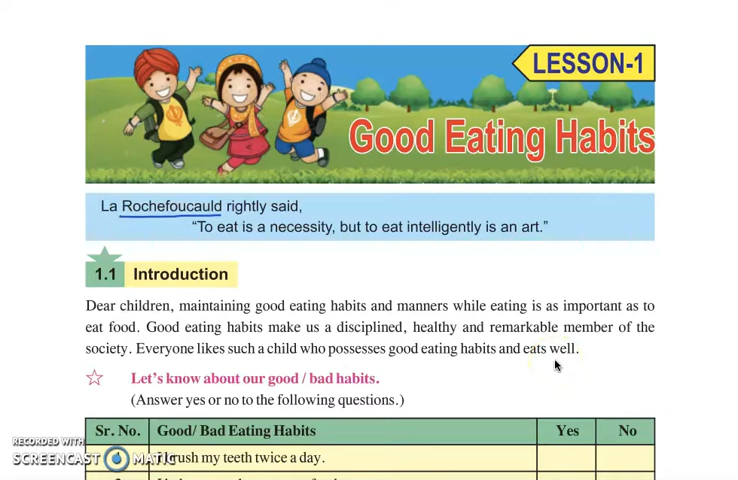 LESSON-1
Good Eating Habits
La Rochefoucauld rightly said,
“To eat is a necessity, but to eat intelligently is an art.”
1.1 Introduction
Dear children, maintaining good eating habits and manners while eating is as important as to
eat food. Good eating habits make us a disciplined, healthy and remarkable member of the
society. Everyone likes such a child who possesses good eating habits and eats well.
Let’s know about our good / bad habits.
(Answer yes or no to the following questions.)
Sr. No. Good/ Bad Eating Habits Yes No
brush my teeth twice a day.
RECORDED WITH
SCREENCAST MATIC